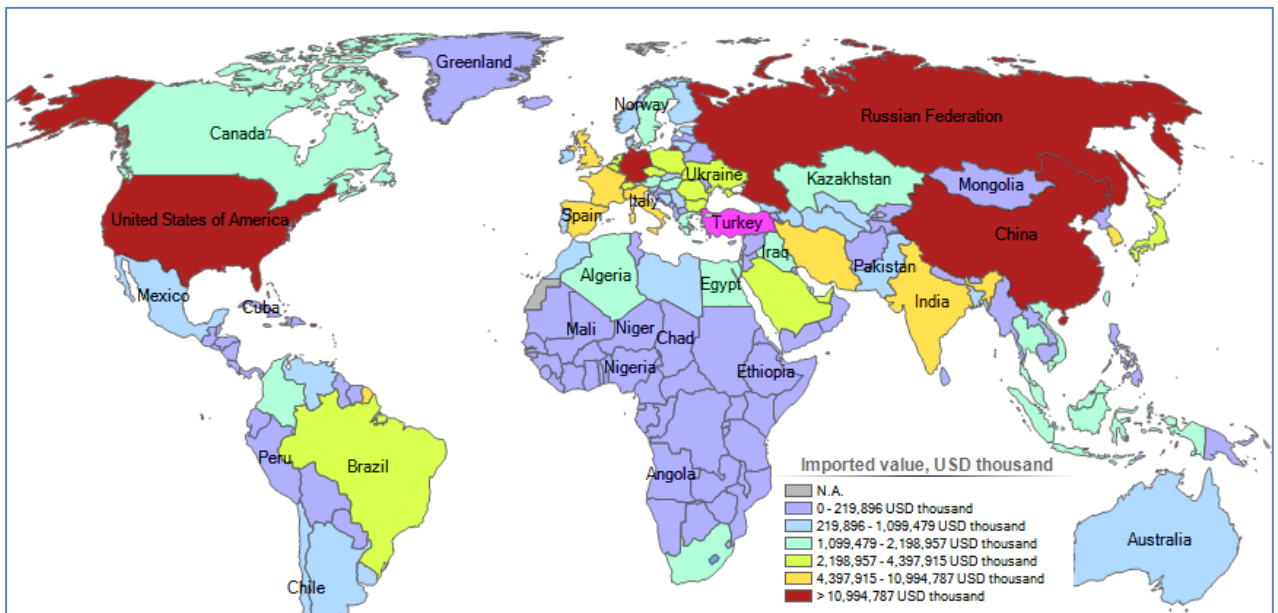 Greenland
Norway
Russian Federation
Canada
Ukraine
Kazakhstan
Mongolia
United States of America
Spain
Italy
Turkey
China
Iraq
Pakistan
Algeria
Egypt
Mexico
Cuba
India
Mali
Niger
Chad
Nigeria
Ethiopia
Peru
Brazil
Angola
Australia
Chile
Imported value, USD thousand
N.A.
0 - 219,896 USD thousand
219,896 - 1,099,479 USD thousand
1,099,479 - 2,198,957 USD thousand
2,198,957 - 4,397,915 USD thousand
4,397,915 - 10,994,787 USD thousand
> 10,994,787 USD thousand